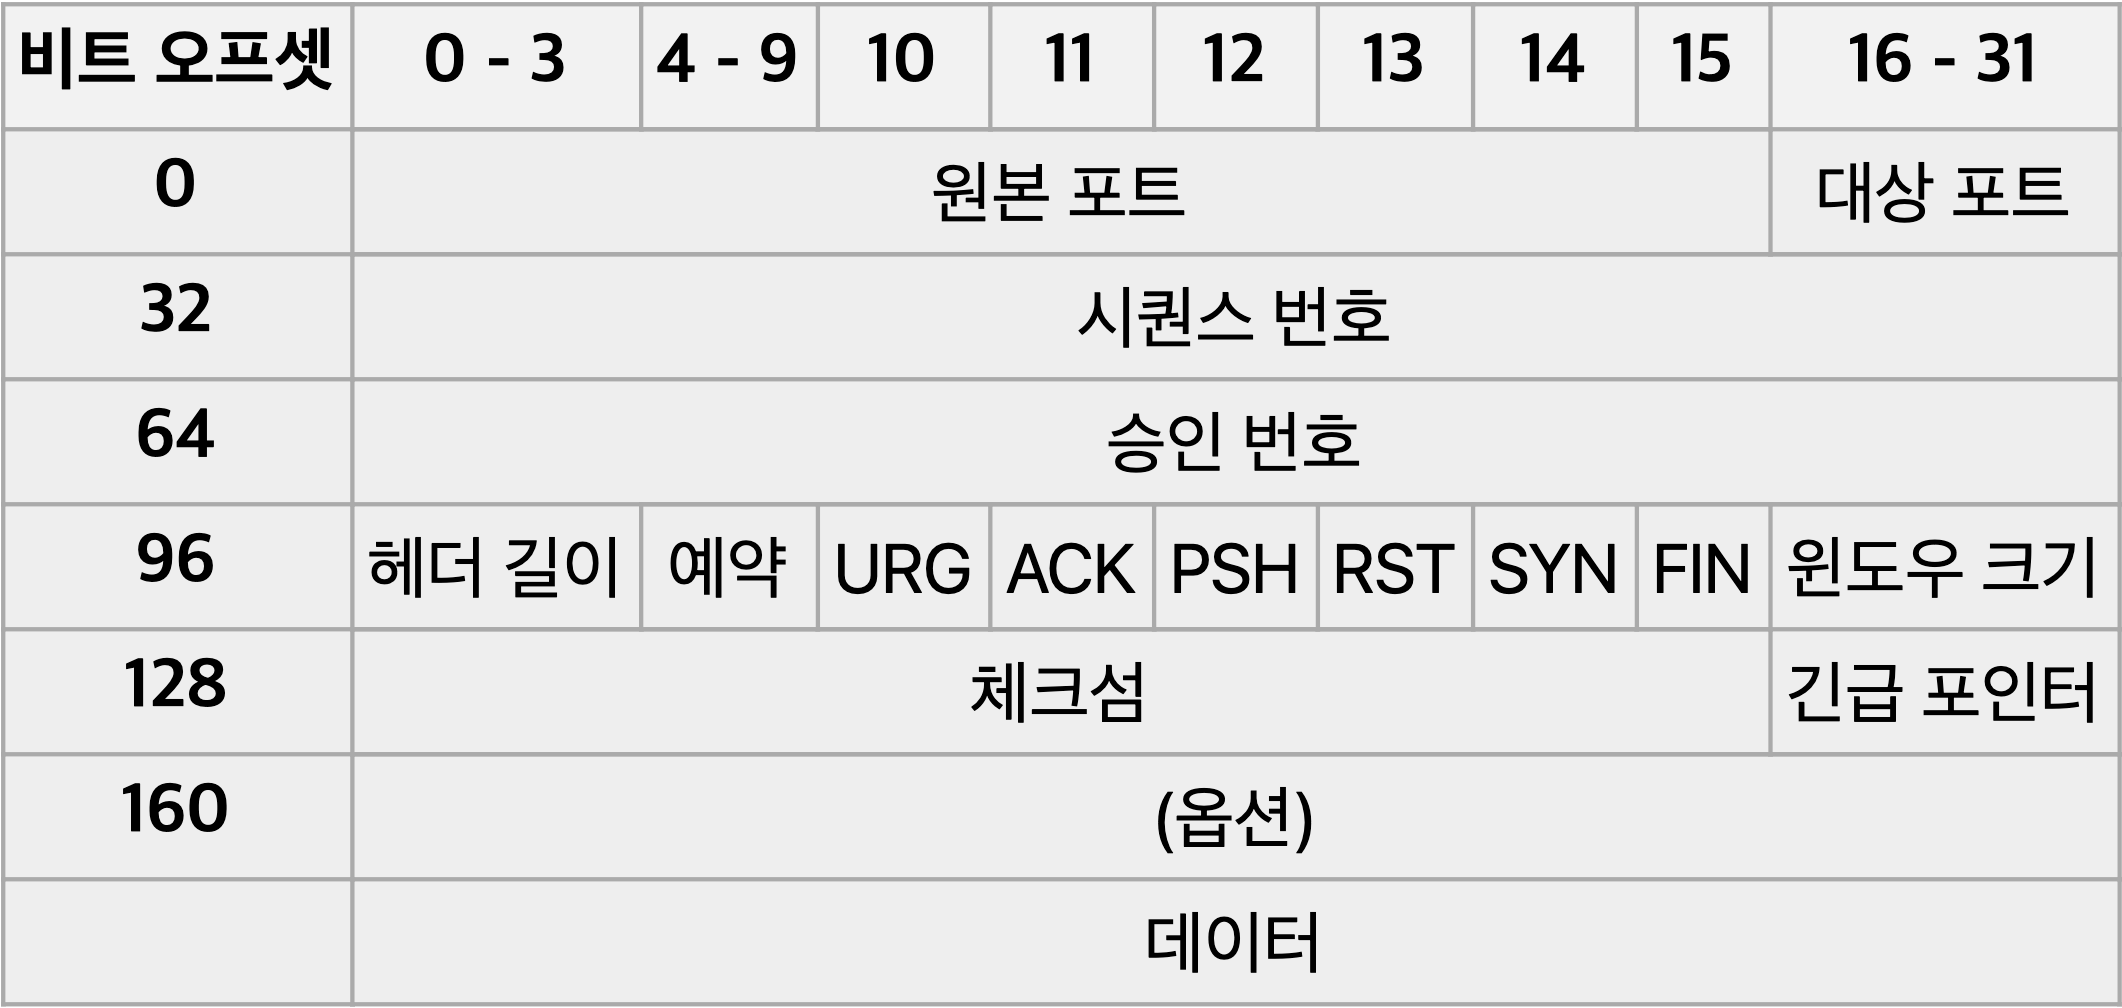 비트 오프셋 0 - 3 4 - 9 10 11 12 13 14 15 16 - 31
0 원본 포트 대상 포트
32 시퀀스 번호
64 승인 번호
96 헤더 길이 예약 URG ACK PSH RST SYN FIN 윈도우 크기
128 체크섬 긴급 포인터
160 (옵션)
데이터